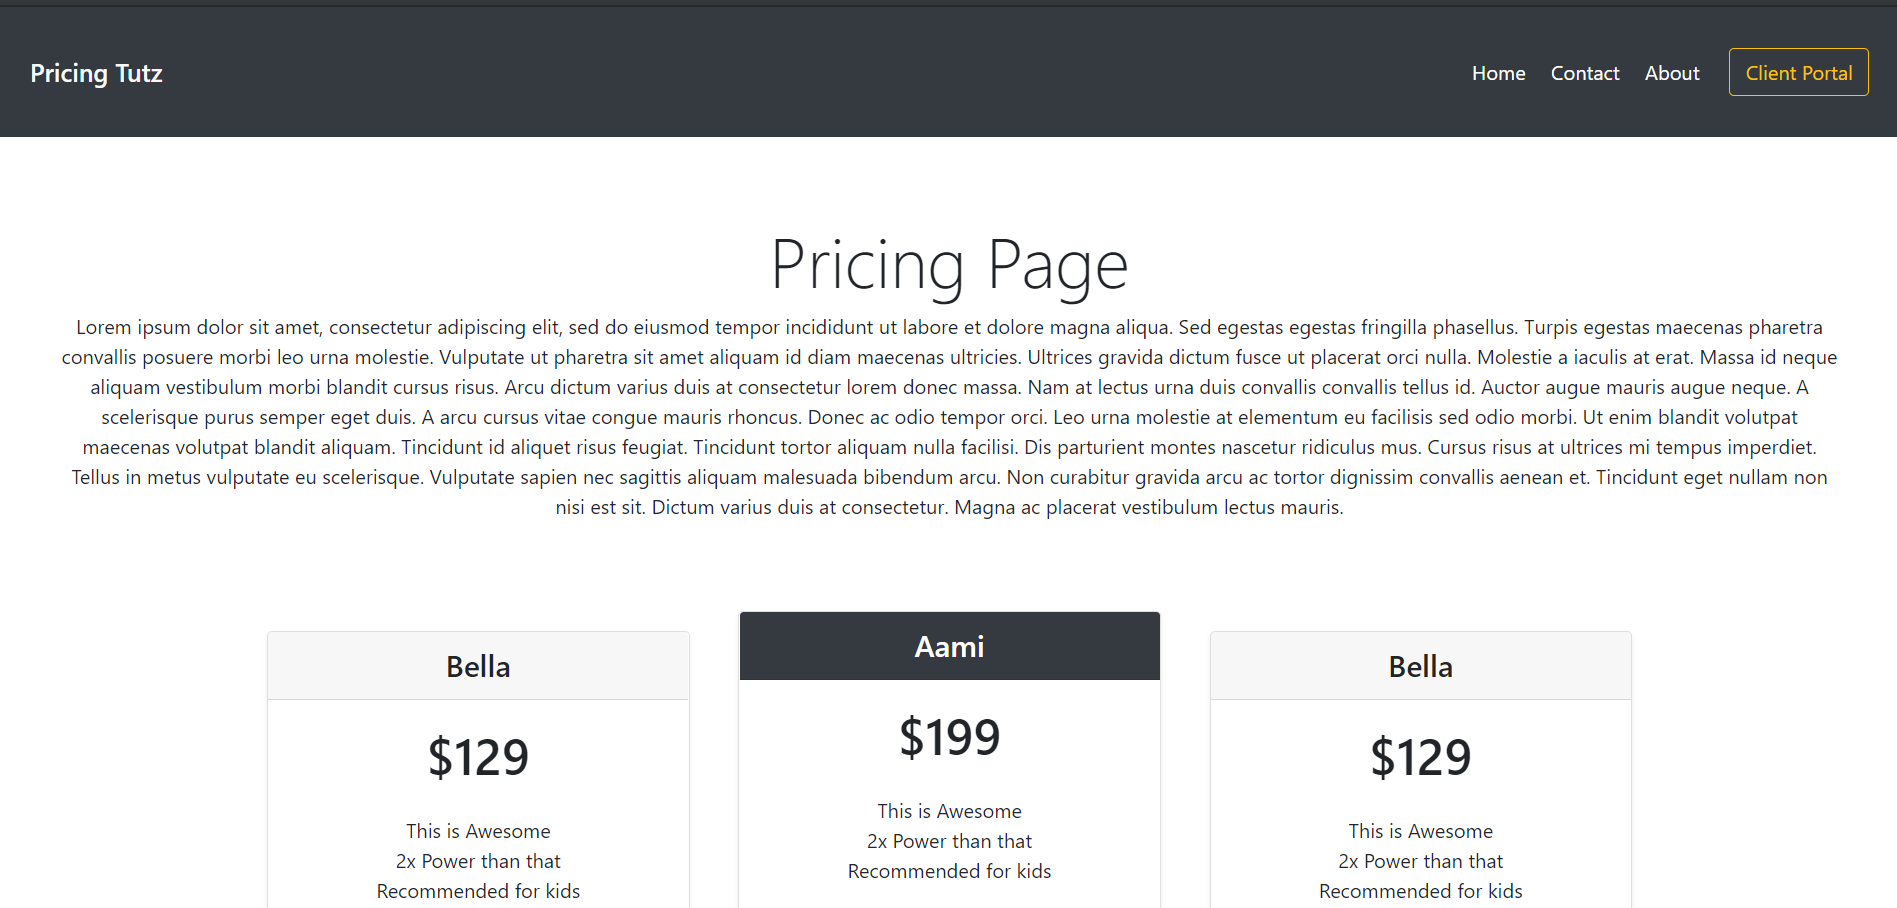 Pricing Tutz
Home Contact About Client Portal
Pricing Page
Lorem ipsum dolor sit amet, consectetur adipiscing elit, sed do eiusmod tempor incididunt ut labore et dolore magna aliqua. Sed egestas egestas fringilla phasellus. Turpis egestas maecenas pharetra
convallis posuere morbi leo urna molestie. Vulputate ut pharetra sit amet aliquam id diam maecenas ultricies. Ultrices gravida dictum fusce ut placerat orci nulla. Molestie a iaculis at erat. Massa id neque
aliquam vestibulum morbi blandit cursus risus. Arcu dictum varius duis at consectetur lorem donec massa. Nam at lectus urna duis convallis convallis tellus id. Auctor augue mauris augue neque. A
scelerisque purus semper eget duis. A arcu cursus vitae congue mauris rhoncus. Donec ac odio tempor orci. Leo urna molestie at elementum eu facilisis sed odio morbi. Ut enim blandit volutpat
maecenas volutpat blandit aliquam. Tincidunt id aliquet risus feugiat. Tincidunt tortor aliquam nulla facilisi. Dis parturient montes nascetur ridiculus mus. Cursus risus at ultrices mi tempus imperdiet.
Tellus in metus vulputate eu scelerisque. Vulputate sapien nec sagittis aliquam malesuada bibendum arcu. Non curabitur gravida arcu ac tortor dignissim convallis aenean et. Tincidunt eget nullam non
nisi est sit. Dictum varius duis at consectetur. Magna ac placerat vestibulum lectus mauris.
Bella
$129
This is Awesome
2x Power than that
Recommended for kids
Aami
$199
This is Awesome
2x Power than that
Recommended for kids
Bella
$129
This is Awesome
2x Power than that
Recommended for kids